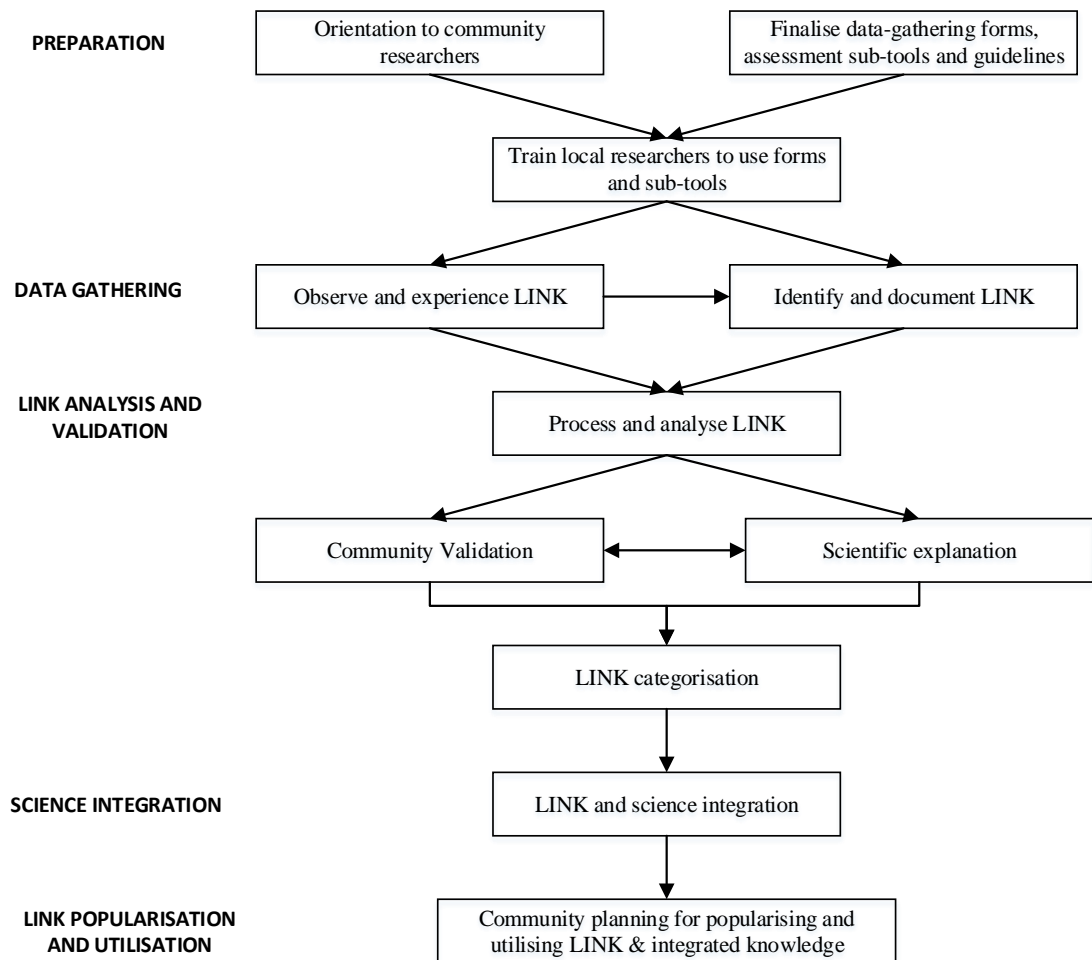 PREPARATION
Orientation to community
researchers
Finalise data-gathering forms,
assessment sub-tools and guidelines
Train local researchers to use forms
and sub-tools
DATA GATHERING
Observe and experience LINK
Identify and document LINK
LINK ANALYSIS AND
VALIDATION
Process and analyse LINK
Community Validation
Scientific explanation
LINK categorisation
SCIENCE INTEGRATION
LINK and science integration
LINK POPULARISATION
AND UTILISATION
Community planning for popularising and
utilising LINK & integrated knowledge